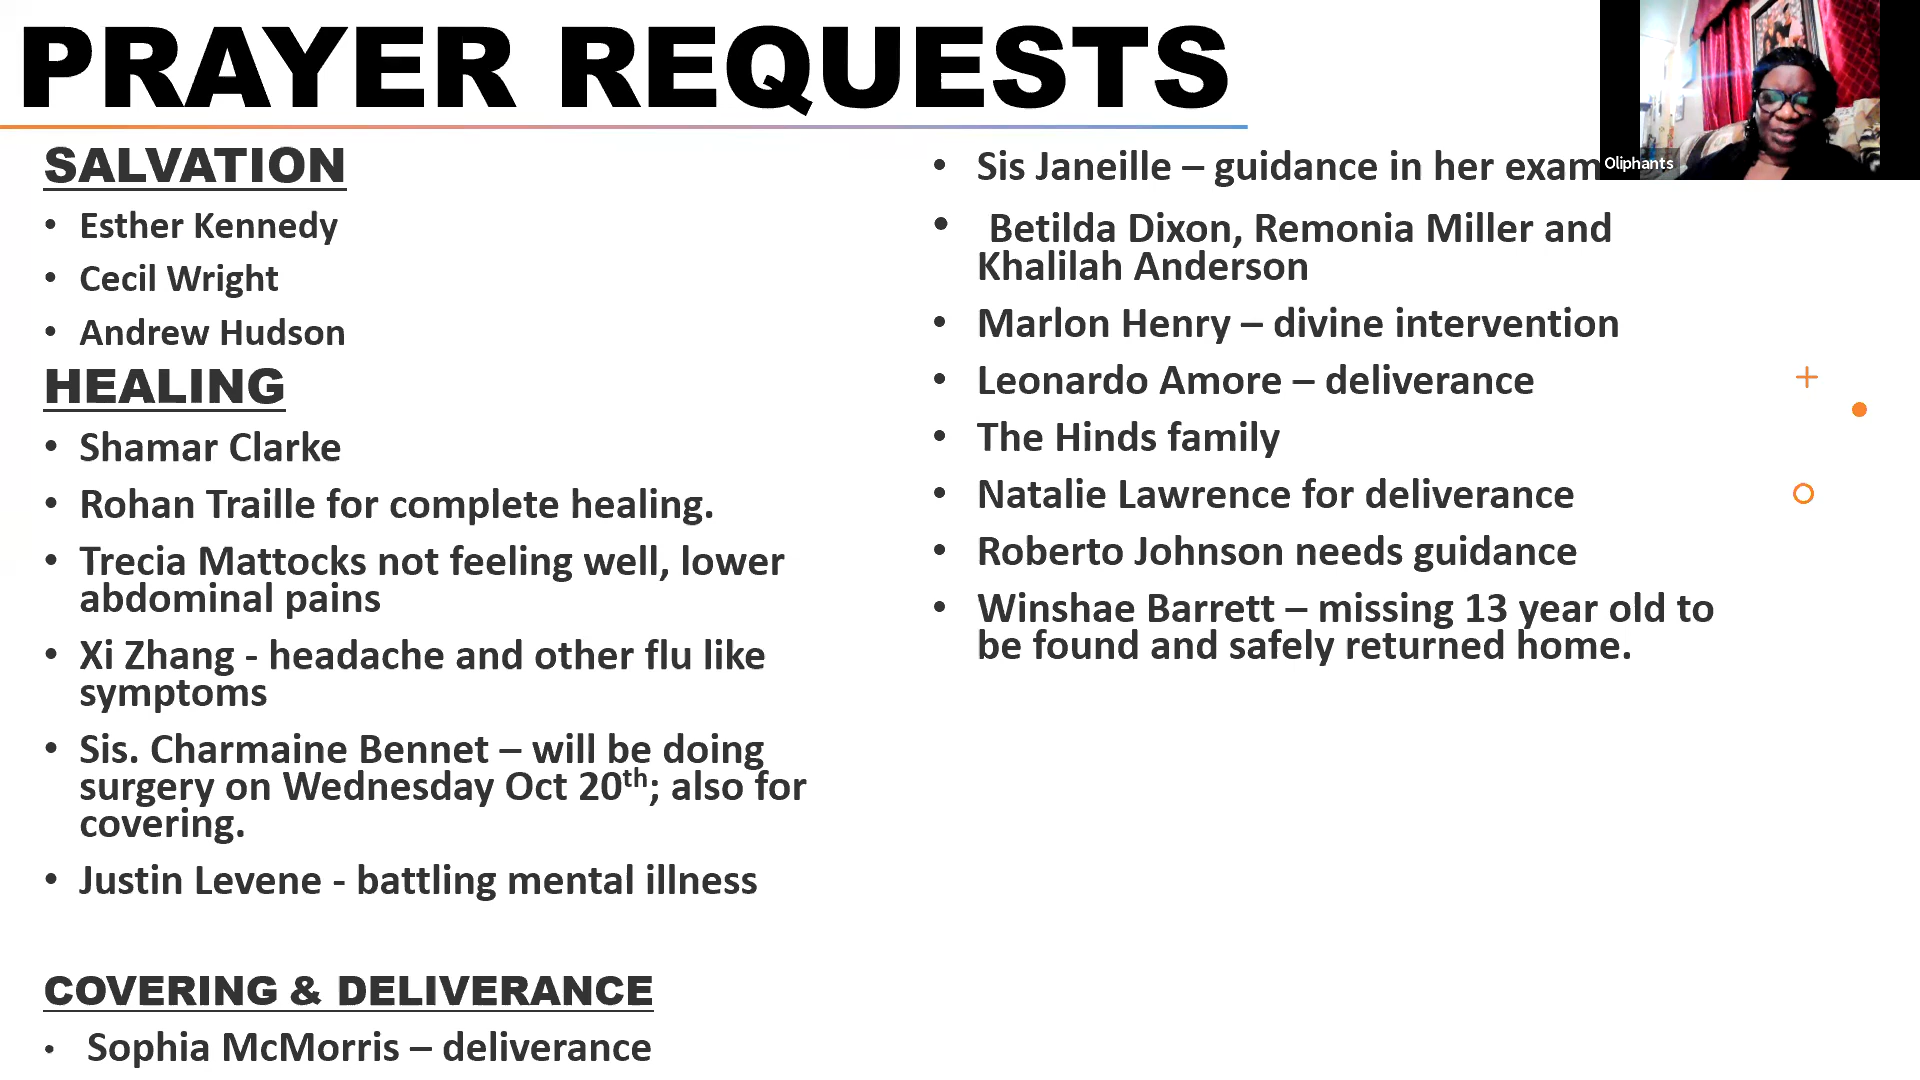 PRAYER REQUESTS
SALVATION
• Esther Kennedy
• Cecil Wright
• Andrew Hudson
HEALING
• Shamar Clarke
• Rohan Traille for complete healing.
• Trecia Mattocks not feeling well, lower
abdominal pains
• Xi Zhang - headache and other flu like
symptoms
• Sis. Charmaine Bennet – will be doing
surgery on Wednesday Oct 20th; also for
covering.
• Justin Levene - battling mental illness
COVERING & DELIVERANCE
• Sophia McMorris – deliverance
• Sis Janeille – guidance in her exam
• Betilda Dixon, Remonia Miller and
Khalilah Anderson
• Marlon Henry – divine intervention
• Leonardo Amore – deliverance
• The Hinds family
• Natalie Lawrence for deliverance
• Roberto Johnson needs guidance
• Winshae Barrett – missing 13 year old to
be found and safely returned home.
Oliphants